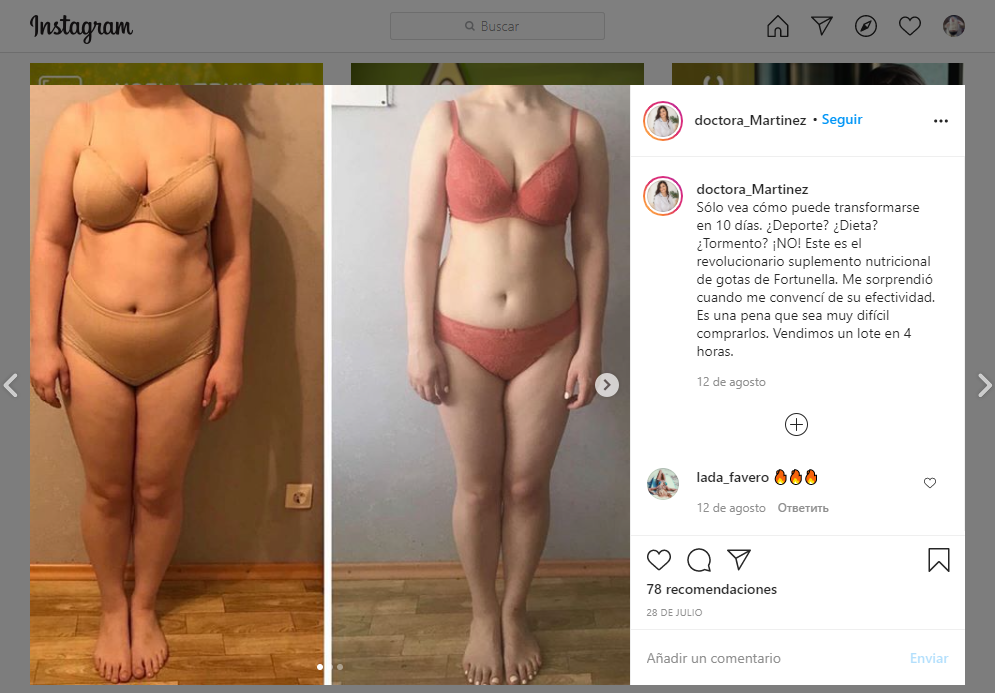 Instagram
Buscar
doctora_Martinez • Seguir
doctora_Martinez
Sólo vea cómo puede transformarse
en 10 días. ¿Deporte? ¿Dieta?
¿Tormento? ¡NO! Este es el
revolucionario suplemento nutricional
de gotas de Fortunella. Me sorprendió
cuando me convencí de su efectividad.
Es una pena que sea muy difícil
comprarlos. Vendimos un lote en 4
horas.
12 de agosto
lada_favero 🔥🔥🔥
12 de agosto Ответить
78 recomendaciones
28 DE JULIO
Añadir un comentario
Enviar